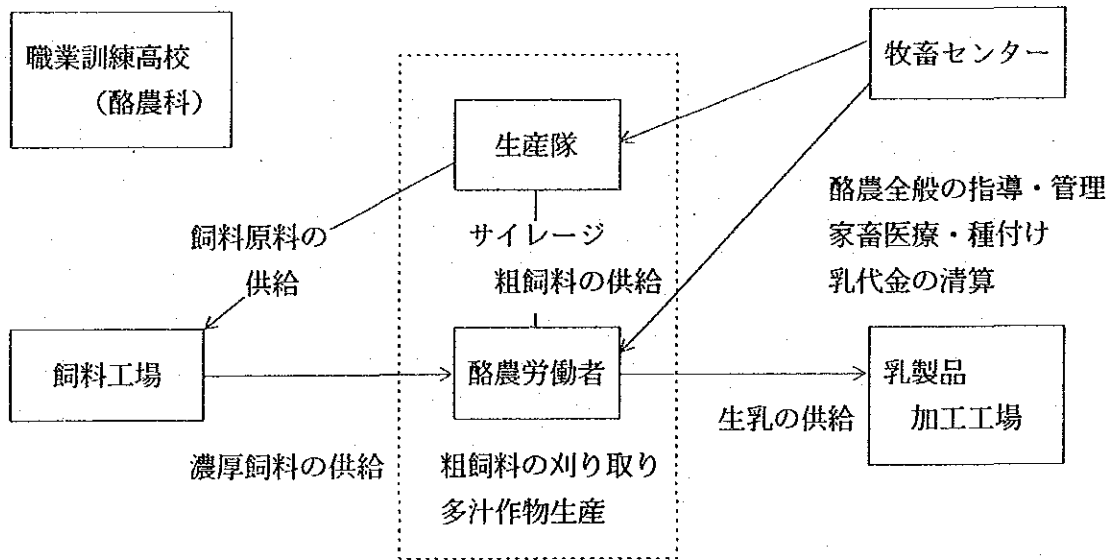 職業訓練高校
（酪農科）
牧畜センター
生産隊
酪農全般の指導・管理
家畜医療・種付け
乳代金の清算
飼料原料の
供給
サイレージ
粗飼料の供給
飼料工場
酪農労働者
乳製品
加工工場
生乳の供給
濃厚飼料の供給
粗飼料の刈り取り
多汁作物生産